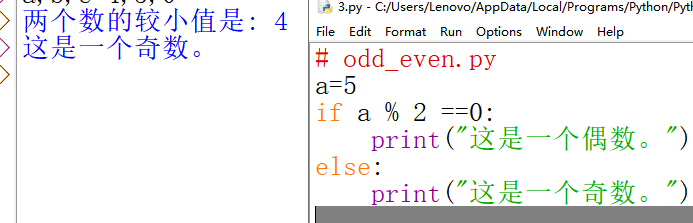 两个数的较小值是: 4
这是一个奇数。
3.py - C:/Users/Lenovo/AppData/Local/Programs/Python/Pyth
File Edit Format Run Options Window Help
# odd_even.py
a=5
if a % 2 ==0:
    print("这是一个偶数。")
else:
    print("这是一个奇数。")